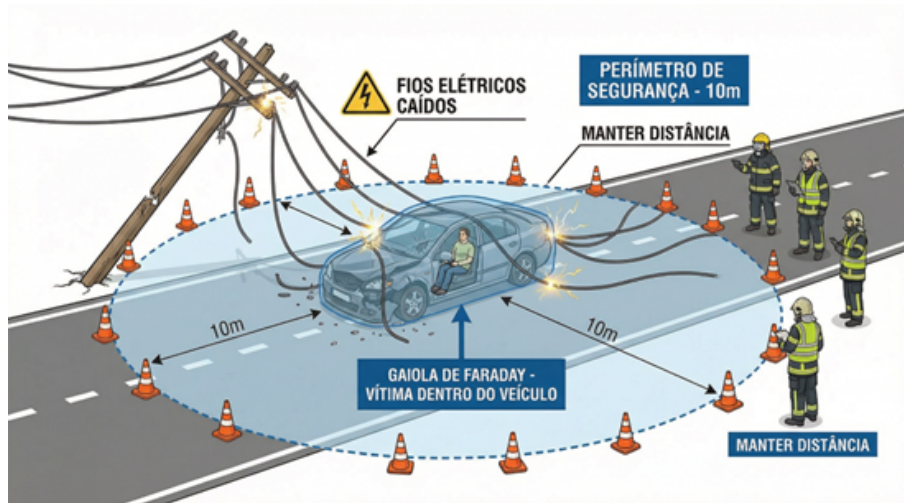 FIOS ELÉTRICOS
CAÍDOS
PERÍMETRO DE
SEGURANÇA - 10m
MANTER DISTÂNCIA
10m
10m
GAIOLA DE FARADAY -
VÍTIMA DENTRO DO VEÍCULO
MANTER DISTÂNCIA